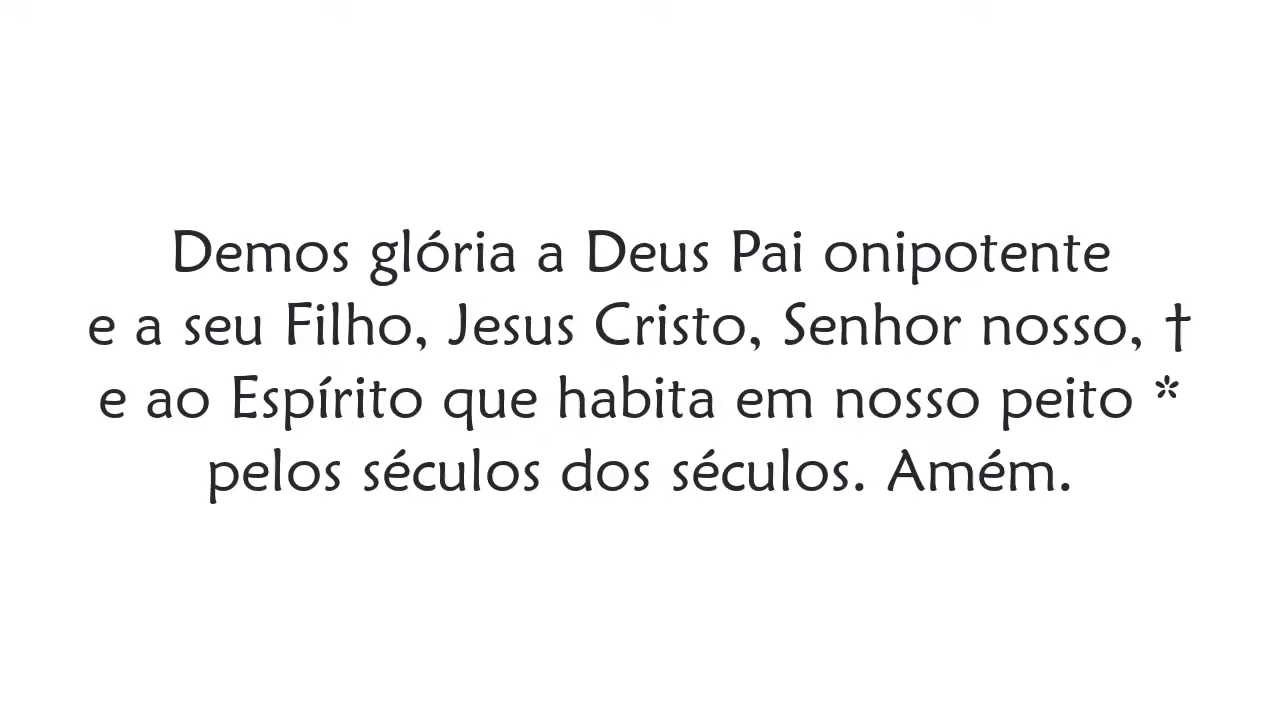 Demos glória a Deus Pai onipotente
e a seu Filho, Jesus Cristo, Senhor nosso, †
e ao Espírito que habita em nosso peito *
pelos séculos dos séculos. Amém.